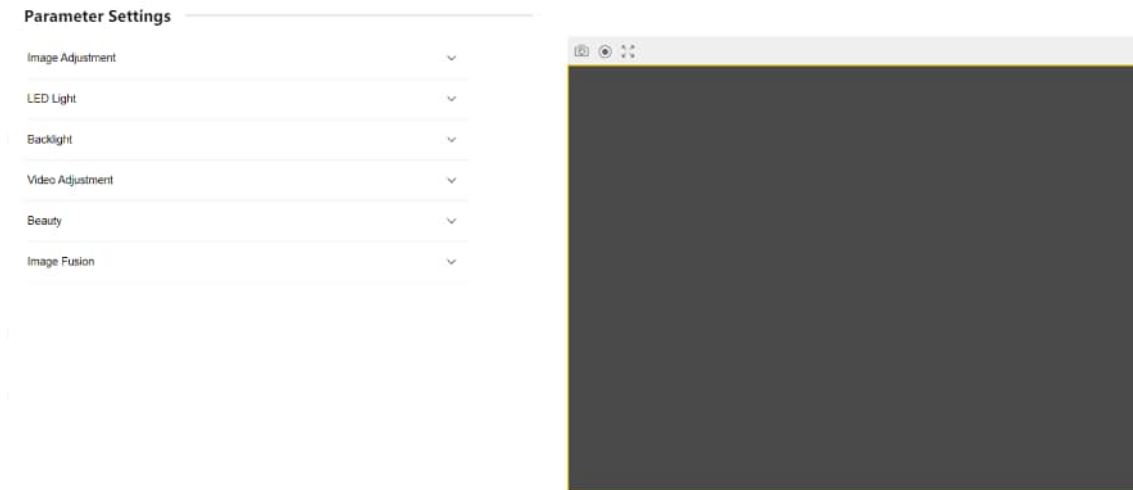 Parameter Settings
Image Adjustment
LED Light
Backlight
Video Adjustment
Beauty
Image Fusion